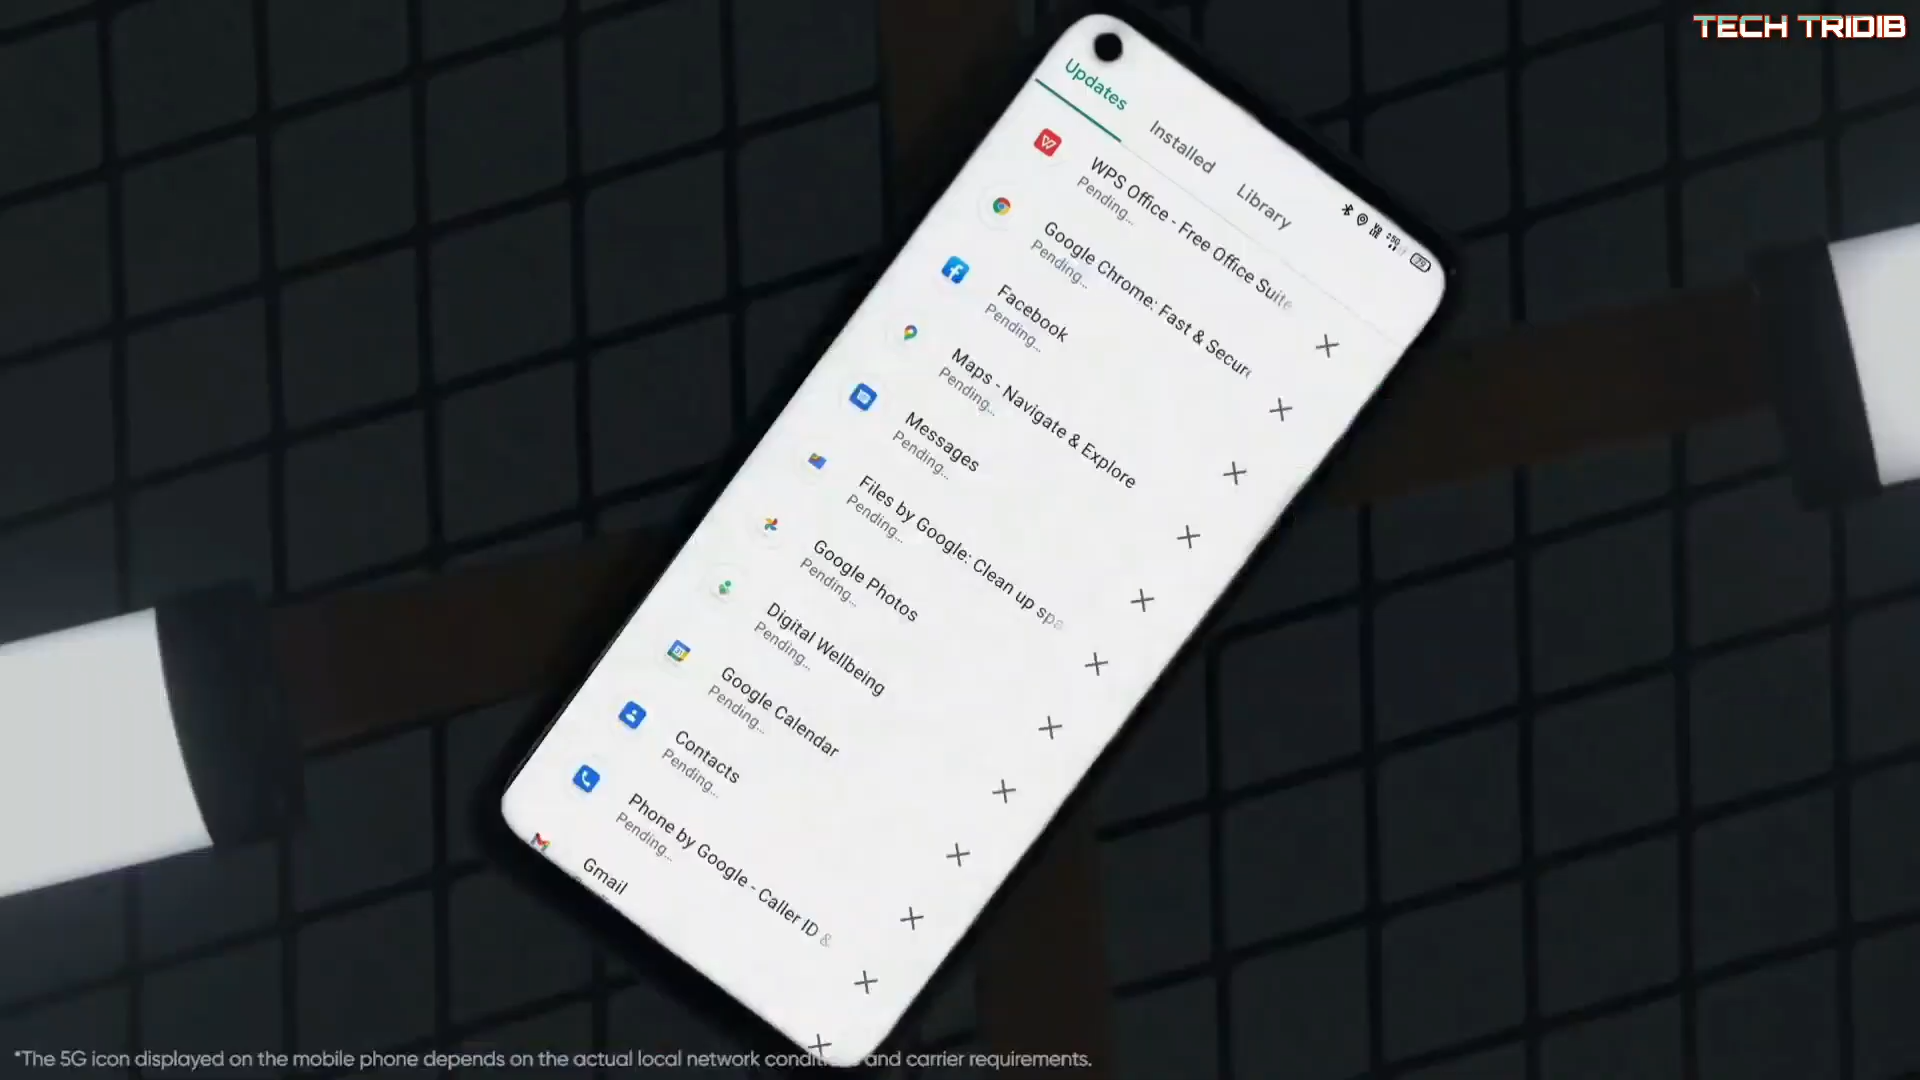 TECH TRIDIB
Updates
Installed
Library
79
WPS Office - Free Office Suite
Pending...
Google Chrome: Fast & Secure
Pending...
Facebook
Pending...
Maps - Navigate & Explore
Pending...
Messages
Pending...
Files by Google: Clean up spa
Pending...
Google Photos
Pending...
Digital Wellbeing
Pending...
Google Calendar
Pending...
Contacts
Pending...
Phone by Google - Caller ID &
Pending...
Gmail
*The 5G icon displayed on the mobile phone depends on the actual local network condit and carrier requirements.